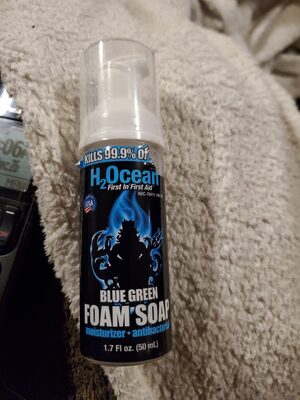 KILLS 99.9% OF
H2Ocean
First In First Aid
USA
BLUE GREEN
FOAM SOAP
moisturizer • antibacterial
1.7 Fl oz. (50 mL)